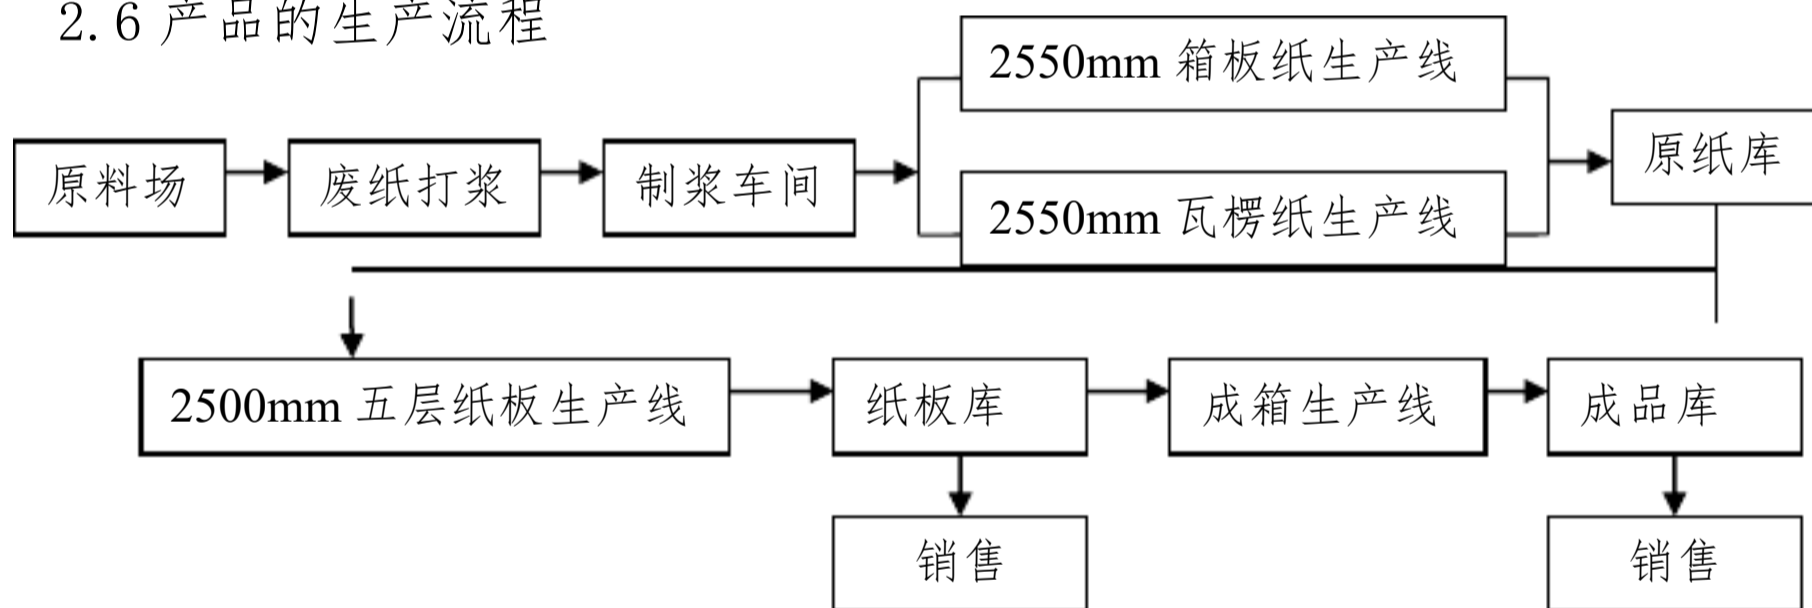 2.6 产品的生产流程
2550mm 箱板纸生产线
原料场
废纸打浆
制浆车间
原纸库
2550mm 瓦楞纸生产线
2500mm 五层纸板生产线
纸板库
成箱生产线
成品库
销售
销售